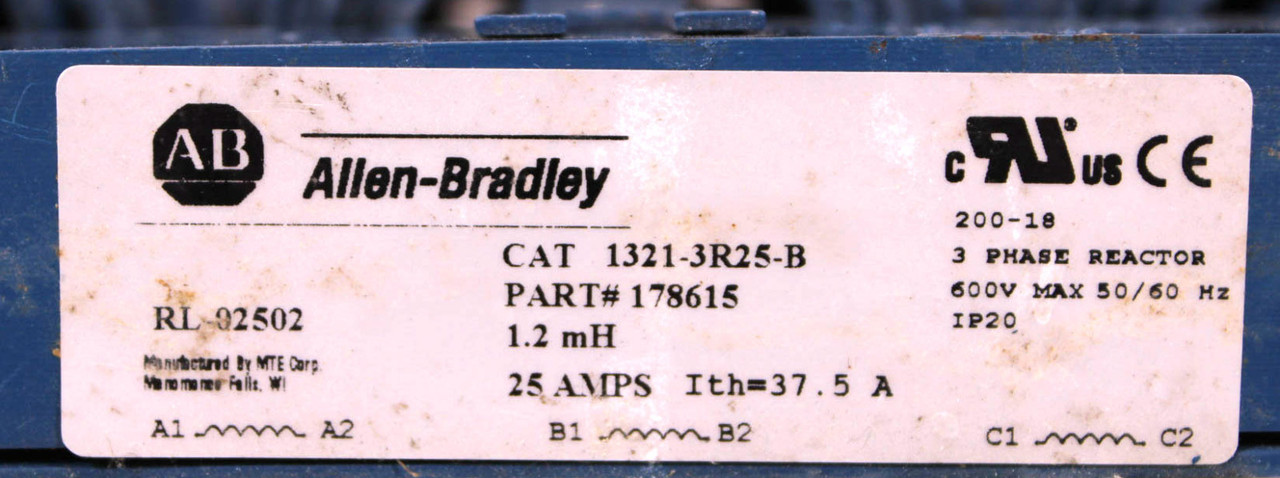 AB
Allen-Bradley
C UR US CE
200-18
CAT 1321-3R25-B
3 PHASE REACTOR
PART# 178615
600V MAX 50/60 Hz
RL-02502
1.2 mH
IP20
Manufactured By MTE Corp.
Menomonee Falls, WI
25 AMPS Ith=37.5 A
A1 A2 B1 B2 C1 C2